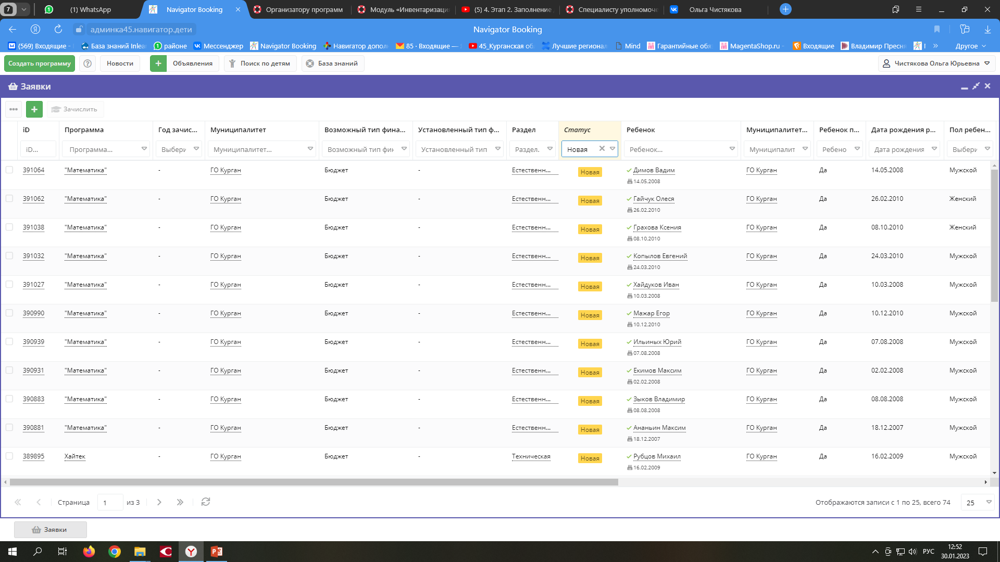 7 (1) WhatsApp Navigator Booking Организатору программ Модуль «Инвентаризаци (5) 4. Этап 2. Заполнение Специалисту уполномоче Ольга Чистякова
админка45.навигатор.дети Navigator Booking
(569) Входящие - База знаний Inlear 1 районе Мессенджер Navigator Booking Навигатор допол 85 · Входящие — 45_Курганская об Лучшие регионал Mind Гарантийные обя MagentaShop.ru - Входящие Владимир Пресня » Другое
Создать программу ? Новости + Объявления Поиск по детям База знаний Чистякова Ольга Юрьевна
Заявки
••• + Зачислить
iD Программа Год зачис... Муниципалитет Возможный тип фина... Установленный тип ф... Раздел Статус Ребенок Муниципалитет... Ребенок п... Дата рождения р... Пол ребен...
iD... Программа... Выбери Муниципалитет... Возможный тип фин Установленный тип Раздел. Новая Ребенок... Муниципалит Ребено Дата рождения Выбери
391064 "Математика" - ГО Курган Бюджет - Естественн... Новая Димов Вадим ГО Курган Да 14.05.2008 Мужской
14.05.2008
391062 "Математика" - ГО Курган Бюджет - Естественн... Новая Гайчук Олеся ГО Курган Да 26.02.2010 Женский
26.02.2010
391038 "Математика" - ГО Курган Бюджет - Естественн... Новая Грахова Ксения ГО Курган Да 08.10.2010 Женский
08.10.2010
391032 "Математика" - ГО Курган Бюджет - Естественн... Новая Копылов Евгений ГО Курган Да 24.03.2010 Мужской
24.03.2010
391027 "Математика" - ГО Курган Бюджет - Естественн... Новая Хайдуков Иван ГО Курган Да 10.03.2008 Мужской
10.03.2008
390990 "Математика" - ГО Курган Бюджет - Естественн... Новая Мажар Егор ГО Курган Да 10.12.2010 Мужской
10.12.2010
390939 "Математика" - ГО Курган Бюджет - Естественн... Новая Ильиных Юрий ГО Курган Да 07.08.2008 Мужской
07.08.2008
390931 "Математика" - ГО Курган Бюджет - Естественн... Новая Екимов Максим ГО Курган Да 02.02.2008 Мужской
02.02.2008
390883 "Математика" - ГО Курган Бюджет - Естественн... Новая Зыков Владимир ГО Курган Да 08.08.2008 Мужской
08.08.2008
390881 "Математика" - ГО Курган Бюджет - Естественн... Новая Ананьин Максим ГО Курган Да 18.12.2007 Мужской
18.12.2007
389895 Хайтек - ГО Курган Бюджет - Техническая Новая Рубцов Михаил ГО Курган Да 16.02.2009 Мужской
16.02.2009
Страница 1 из 3 Отображаются записи с 1 по 25, всего 74 25
Заявки
РУС 12:52
30.01.2023